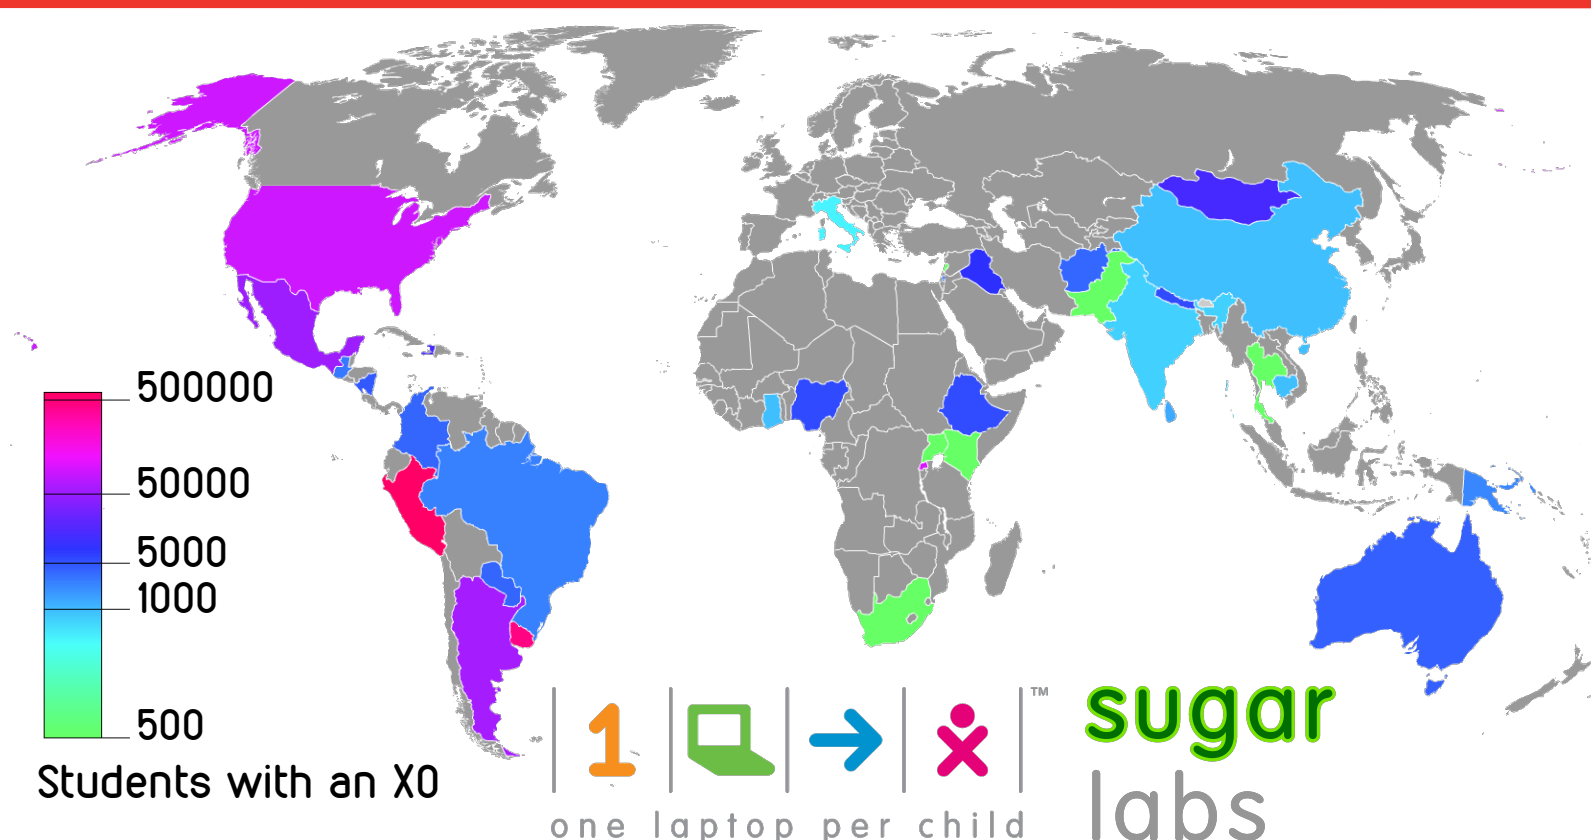 500000
50000
5000
1000
500
Students with an XO
1
™
one laptop per child
sugar
labs